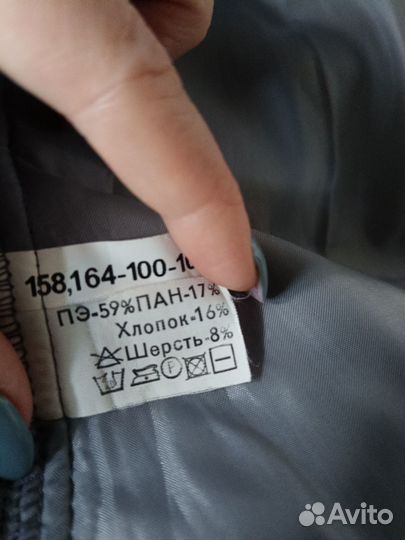 158,164-100-10
ПЭ-59%ПАН-17%
Хлопок-16%
Шерсть-8%
Avito